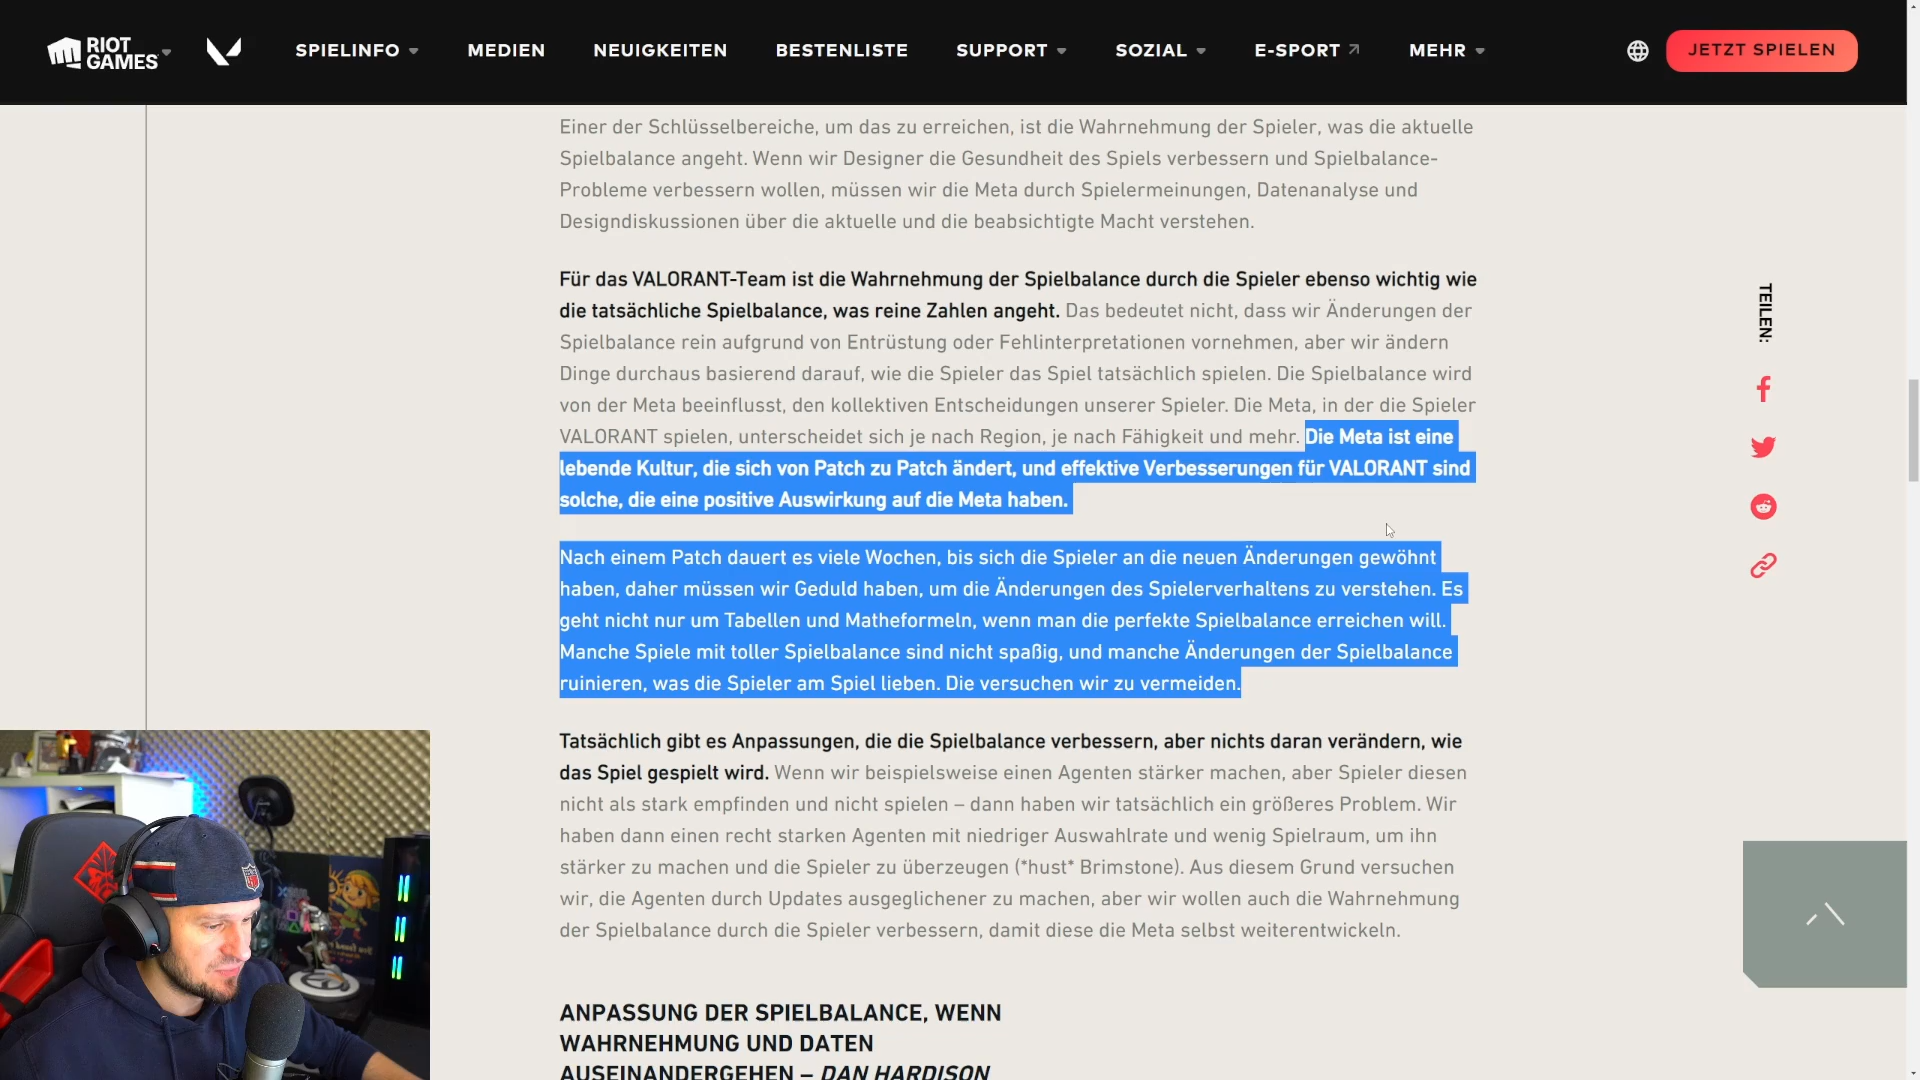 RIOT
GAMES
SPIELINFO
MEDIEN
NEUIGKEITEN
BESTENLISTE
SUPPORT
SOZIAL
E-SPORT
MEHR
JETZT SPIELEN
Einer der Schlüsselbereiche, um das zu erreichen, ist die Wahrnehmung der Spieler, was die aktuelle
Spielbalance angeht. Wenn wir Designer die Gesundheit des Spiels verbessern und Spielbalance-
Probleme verbessern wollen, müssen wir die Meta durch Spielermeinungen, Datenanalyse und
Designdiskussionen über die aktuelle und die beabsichtigte Macht verstehen.
Für das VALORANT-Team ist die Wahrnehmung der Spielbalance durch die Spieler ebenso wichtig wie
die tatsächliche Spielbalance, was reine Zahlen angeht. Das bedeutet nicht, dass wir Änderungen der
Spielbalance rein aufgrund von Entrüstung oder Fehlinterpretationen vornehmen, aber wir ändern
Dinge durchaus basierend darauf, wie die Spieler das Spiel tatsächlich spielen. Die Spielbalance wird
von der Meta beeinflusst, den kollektiven Entscheidungen unserer Spieler. Die Meta, in der die Spieler
VALORANT spielen, unterscheidet sich je nach Region, je nach Fähigkeit und mehr. Die Meta ist eine
lebende Kultur, die sich von Patch zu Patch ändert, und effektive Verbesserungen für VALORANT sind
solche, die eine positive Auswirkung auf die Meta haben.
Nach einem Patch dauert es viele Wochen, bis sich die Spieler an die neuen Änderungen gewöhnt
haben, daher müssen wir Geduld haben, um die Änderungen des Spielerverhaltens zu verstehen. Es
geht nicht nur um Tabellen und Matheformeln, wenn man die perfekte Spielbalance erreichen will.
Manche Spiele mit toller Spielbalance sind nicht spaßig, und manche Änderungen der Spielbalance
ruinieren, was die Spieler am Spiel lieben. Die versuchen wir zu vermeiden.
Tatsächlich gibt es Anpassungen, die die Spielbalance verbessern, aber nichts daran verändern, wie
das Spiel gespielt wird. Wenn wir beispielsweise einen Agenten stärker machen, aber Spieler diesen
nicht als stark empfinden und nicht spielen – dann haben wir tatsächlich ein größeres Problem. Wir
haben dann einen recht starken Agenten mit niedriger Auswahlrate und wenig Spielraum, um ihn
stärker zu machen und die Spieler zu überzeugen (*hust* Brimstone). Aus diesem Grund versuchen
wir, die Agenten durch Updates ausgeglichener zu machen, aber wir wollen auch die Wahrnehmung
der Spielbalance durch die Spieler verbessern, damit diese die Meta selbst weiterentwickeln.
ANPASSUNG DER SPIELBALANCE, WENN
WAHRNEHMUNG UND DATEN
AUSEINANDERGEHEN – DAN HARDISON
TEILEN:
NFL